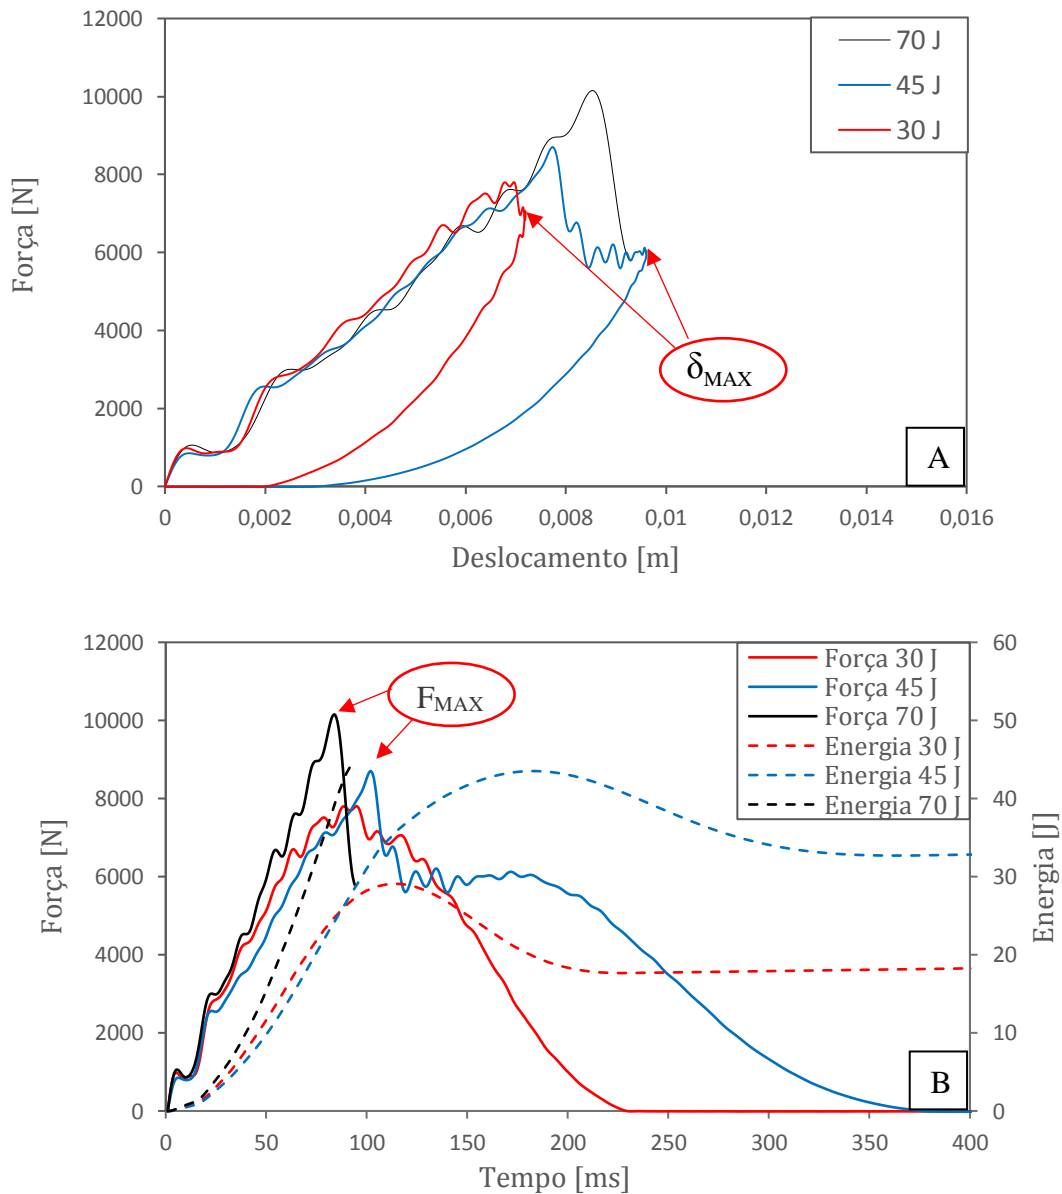 12000
10000
8000
6000
4000
2000
0
Força [N]
70 J
45 J
30 J
δMAX
A
0 0,002 0,004 0,006 0,008 0,01 0,012 0,014 0,016
Deslocamento [m]
12000
10000
8000
6000
4000
2000
0
Força [N]
FMAX
Força 30 J
Força 45 J
Força 70 J
Energia 30 J
Energia 45 J
Energia 70 J
60
50
40
30
20
10
0
Energia [J]
B
0 50 100 150 200 250 300 350 400
Tempo [ms]